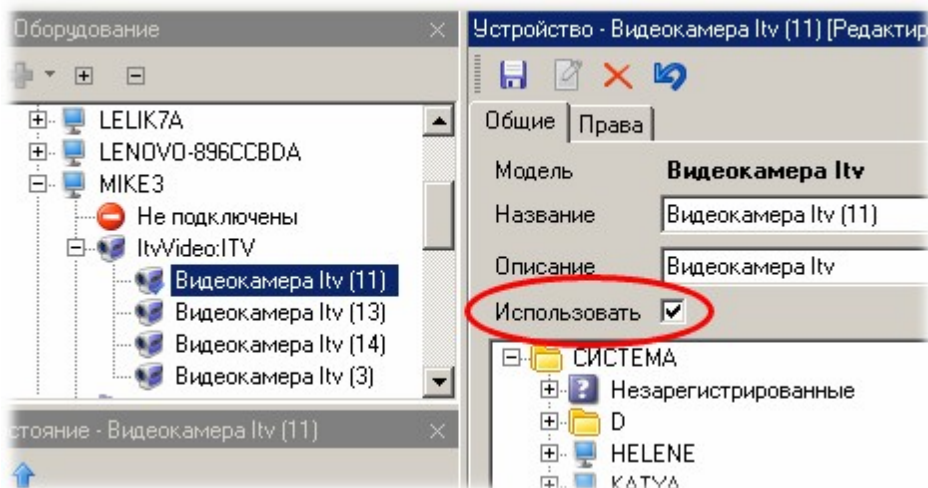 Оборудование
LELIK7A
LENOVO-896CCBDA
MIKE3
Не подключены
ItvVideo:ITV
Видеокамера Itv (11)
Видеокамера Itv (13)
Видеокамера Itv (14)
Видеокамера Itv (3)
стояние - Видеокамера Itv (11)
Устройство - Видеокамера Itv (11) [Редактир
Общие
Права
Модель
Видеокамера Itv
Название
Видеокамера Itv (11)
Описание
Видеокамера Itv
Использовать
СИСТЕМА
Незарегистрированные
D
HELENE
KATYA